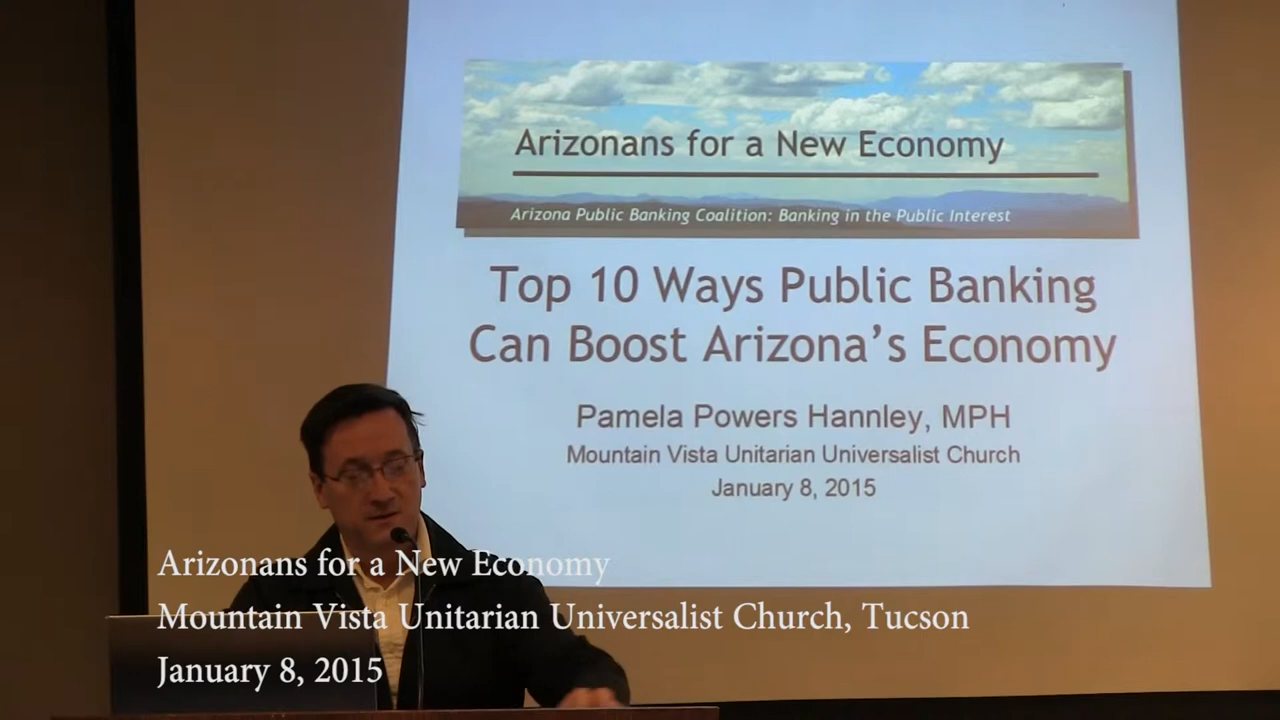 Arizonans for a New Economy
Arizona Public Banking Coalition: Banking in the Public Interest
Top 10 Ways Public Banking
Can Boost Arizona's Economy
Pamela Powers Hannley, MPH
Mountain Vista Unitarian Universalist Church
January 8, 2015
Arizonans for a New Economy
Mountain Vista Unitarian Universalist Church, Tucson
January 8, 2015